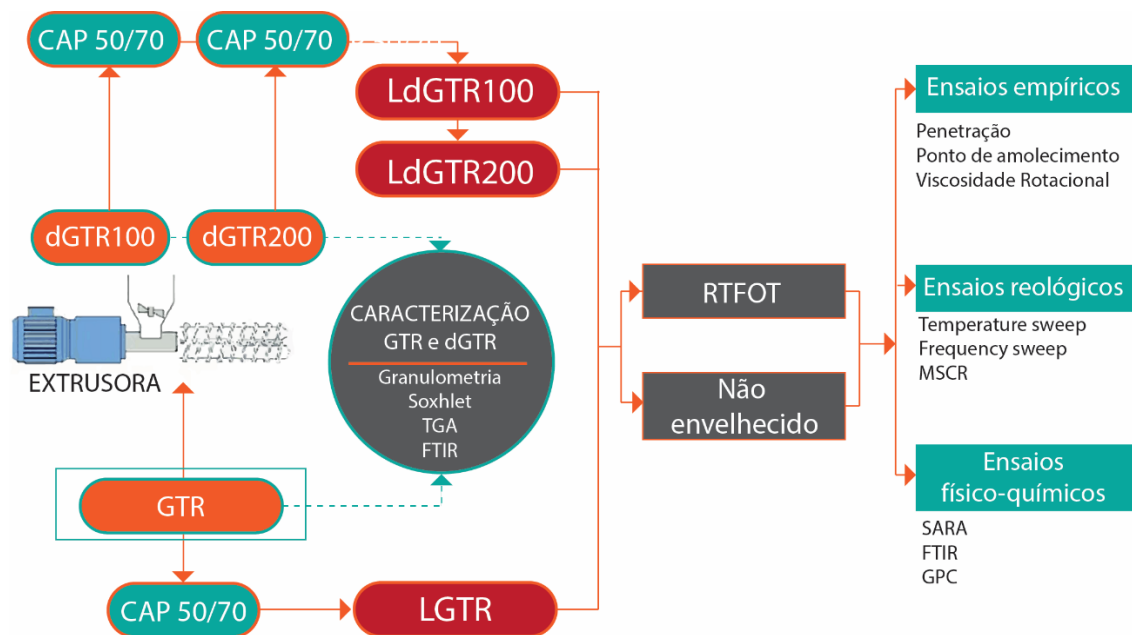 CAP 50/70
CAP 50/70
LdGTR100
LdGTR200
dGTR100
dGTR200
EXTRUSORA
CARACTERIZAÇÃO
GTR e dGTR
Granulometria
Soxhlet
TGA
FTIR
GTR
CAP 50/70
LGTR
RTFOT
Não
envelhecido
Ensaios empíricos
Penetração
Ponto de amolecimento
Viscosidade Rotacional
Ensaios reológicos
Temperature sweep
Frequency sweep
MSCR
Ensaios
físico-químicos
SARA
FTIR
GPC